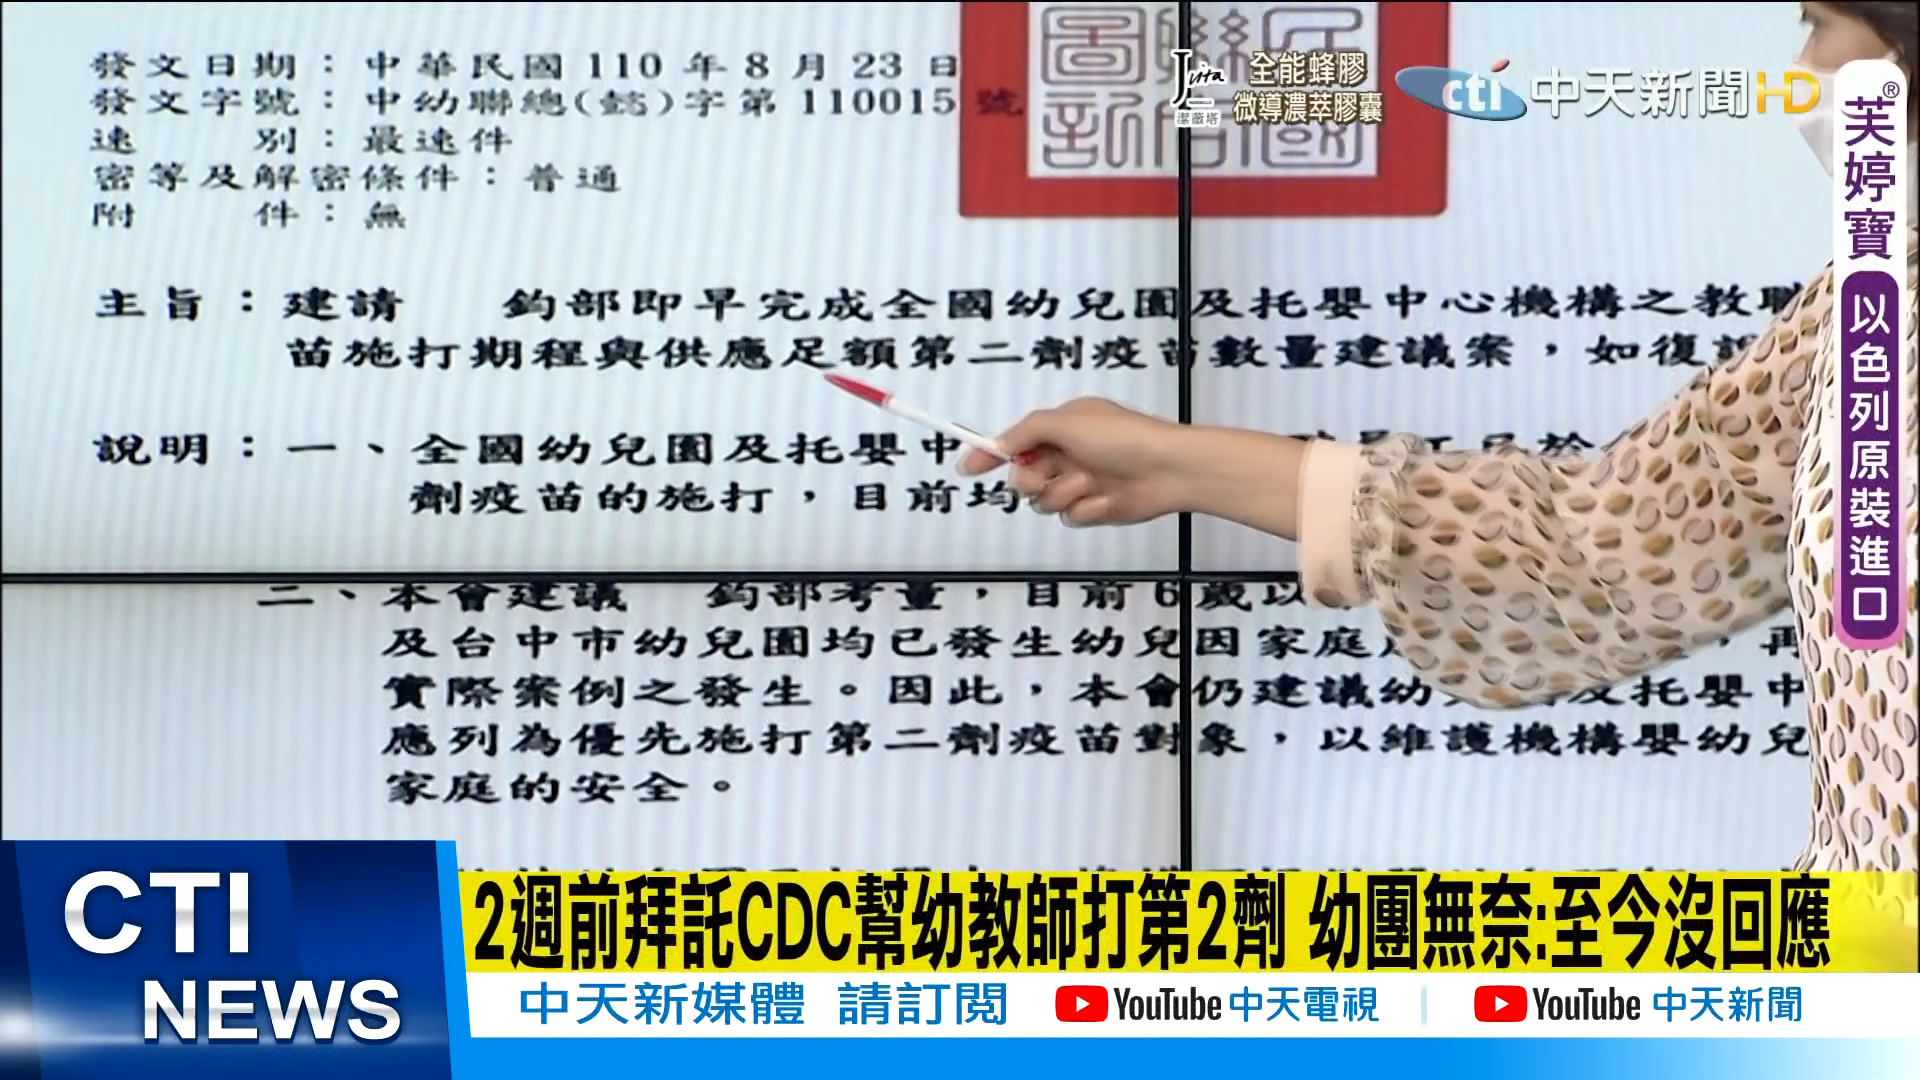 發文日期：中華民國110年8月23日
發文字號：中幼聯總(懿)字第110015號
速　　別：最速件
密等及解密條件：普通
附　　件：無
Jvita
潔薇塔
全能蜂膠
微導濃萃膠囊
cti中天新聞HD
芙婷寶®
以色列原裝進口
主旨：建請　鈞部即早完成全國幼兒園及托嬰中心機構之教職
苗施打期程與供應足額第二劑疫苗數量建議案，如復
說明：一、全國幼兒園及托嬰中
劑疫苗的施打，目前均
二、本會建議　鈞部考量，目前6歲以
及台中市幼兒園均已發生幼兒因家庭　再
實際案例之發生。因此，本會仍建議幼　及托嬰中
應列為優先施打第二劑疫苗對象，以維護機構嬰幼兒
家庭的安全。
CTI
NEWS
2週前拜託CDC幫幼教師打第2劑 幼團無奈:至今沒回應
中天新媒體 請訂閱 YouTube 中天電視 | YouTube 中天新聞